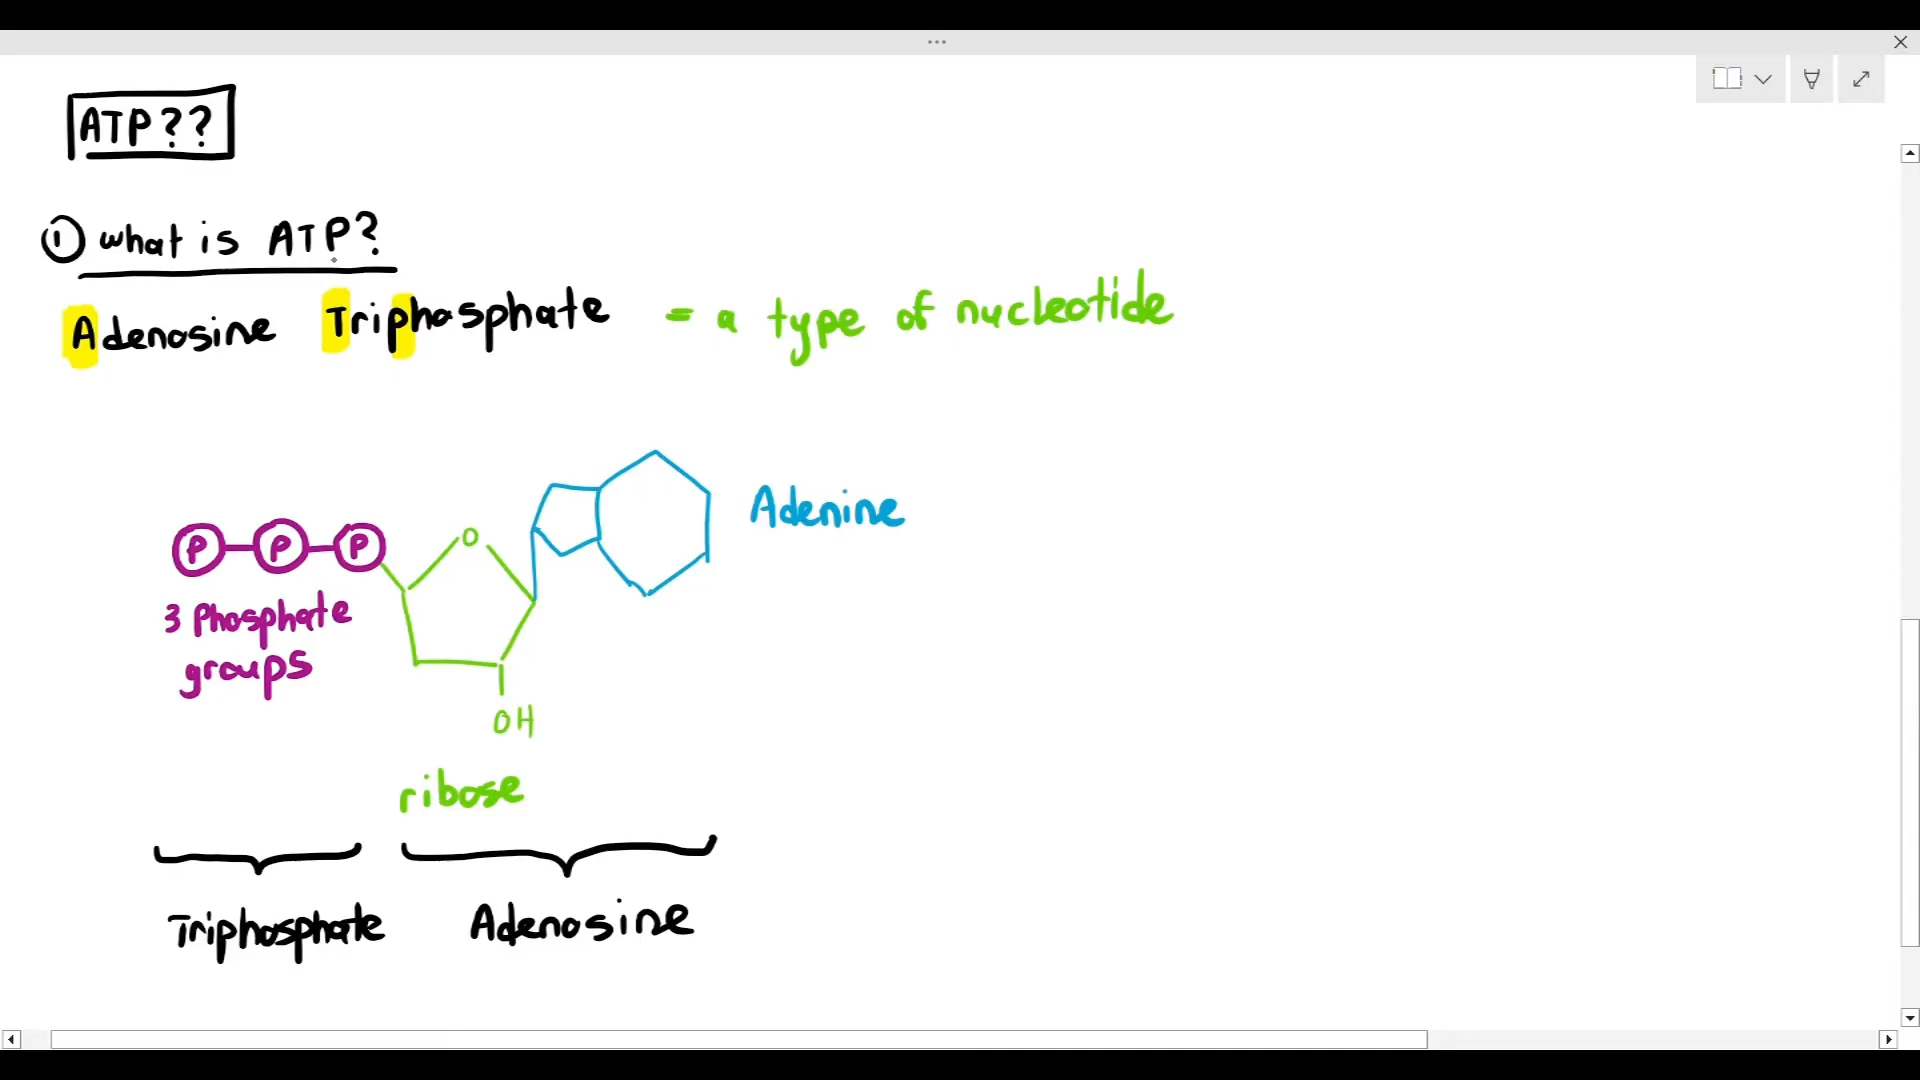 ATP??
① what is ATP?
Adenosine Triphosphate = a type of nucleotide
Adenine
P-P-P
O
3 Phosphate
groups
OH
ribose
Triphosphate Adenosine